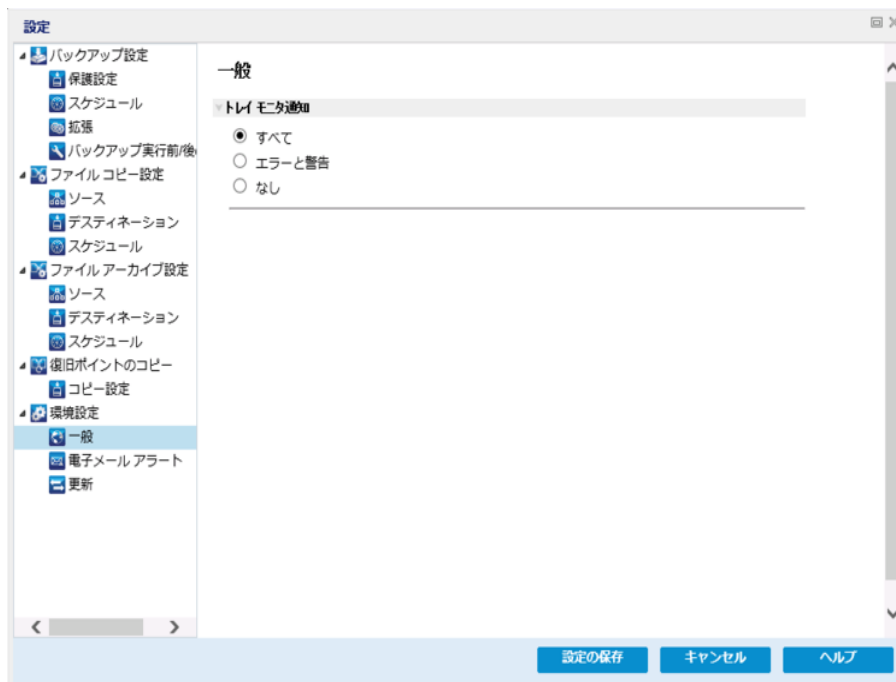 設定
バックアップ設定
保護設定
スケジュール
拡張
バックアップ実行前/後
ファイル コピー設定
ソース
デスティネーション
スケジュール
ファイル アーカイブ設定
ソース
デスティネーション
スケジュール
復旧ポイントのコピー
コピー設定
環境設定
一般
電子メール アラート
更新
一般
トレイ モニタ通知
すべて
エラーと警告
なし
設定の保存
キャンセル
ヘルプ